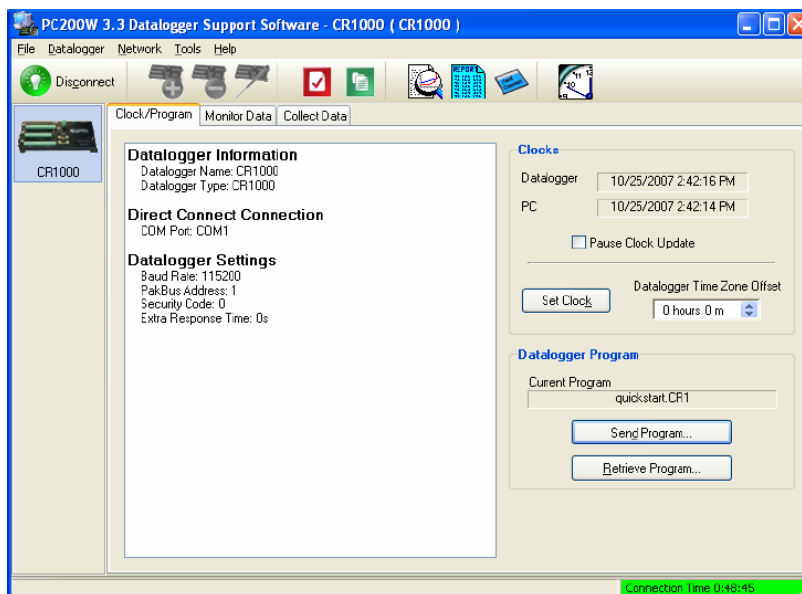 PC200W 3.3 Datalogger Support Software - CR1000 ( CR1000 )
File Datalogger Network Tools Help
Disconnect
REPORT
Clock/Program Monitor Data Collect Data
CR1000
Datalogger Information
Datalogger Name: CR1000
Datalogger Type: CR1000
Direct Connect Connection
COM Port: COM1
Datalogger Settings
Baud Rate: 115200
PakBus Address: 1
Security Code: 0
Extra Response Time: 0s
Clocks
Datalogger 10/25/2007 2:42:16 PM
PC 10/25/2007 2:42:14 PM
Pause Clock Update
Set Clock
Datalogger Time Zone Offset
0 hours 0 m
Datalogger Program
Current Program
quickstart.CR1
Send Program...
Retrieve Program...
Connection Time 0:48:45